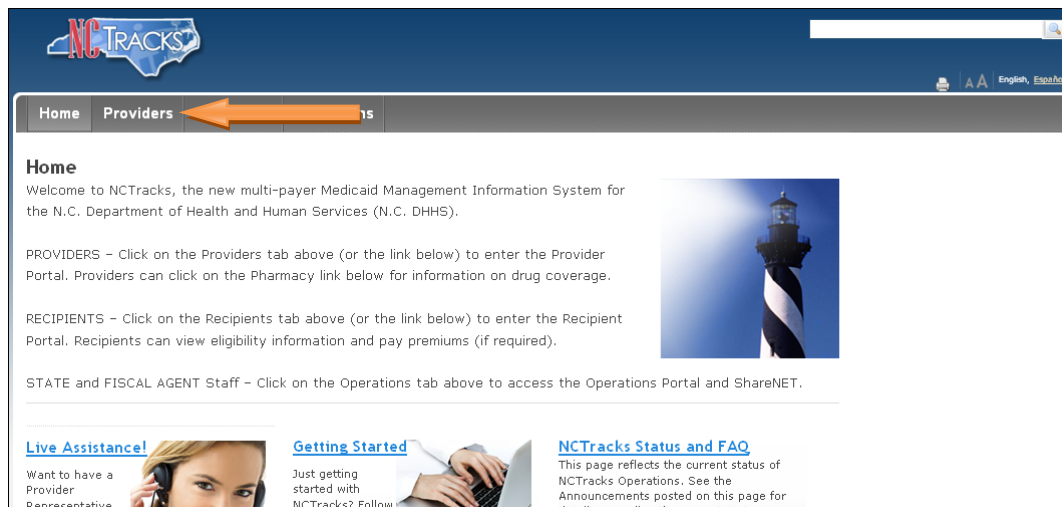 NCTRACKS
English, Españo
Home Providers ns
Home
Welcome to NCTracks, the new multi-payer Medicaid Management Information System for
the N.C. Department of Health and Human Services (N.C. DHHS).
PROVIDERS – Click on the Providers tab above (or the link below) to enter the Provider
Portal. Providers can click on the Pharmacy link below for information on drug coverage.
RECIPIENTS – Click on the Recipients tab above (or the link below) to enter the Recipient
Portal. Recipients can view eligibility information and pay premiums (if required).
STATE and FISCAL AGENT Staff – Click on the Operations tab above to access the Operations Portal and ShareNET.
Live Assistance!
Want to have a
Provider
Representative
Getting Started
Just getting
started with
NCTracks? Follow
NCTracks Status and FAQ
This page reflects the current status of
NCTracks Operations. See the
Announcements posted on this page for